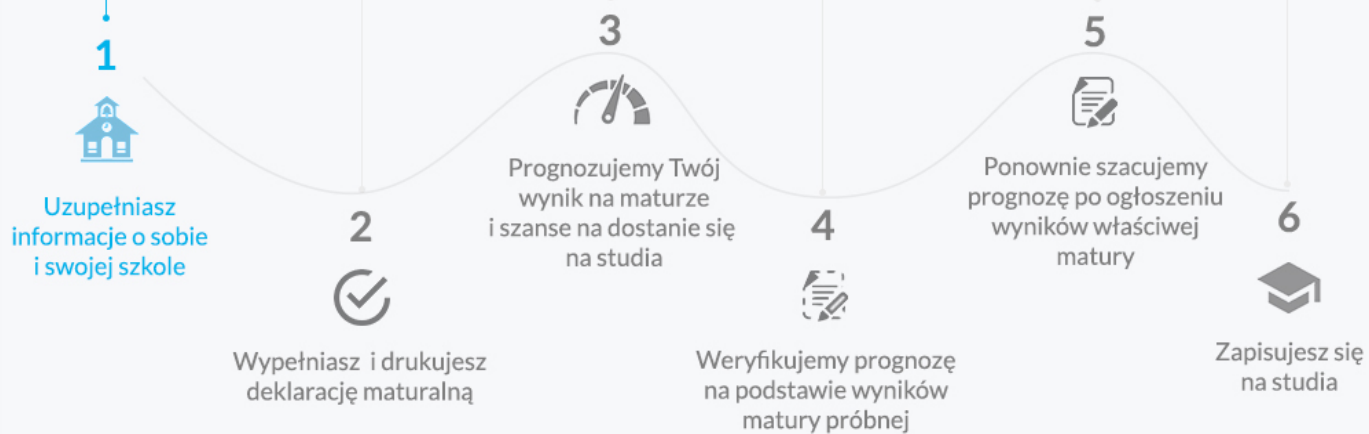 1
Uzupełniasz
informacje o sobie
i swojej szkole
2
Wypełniasz i drukujesz
deklarację maturalną
3
Prognozujemy Twój
wynik na maturze
i szanse na dostanie się
na studia
4
Weryfikujemy prognozę
na podstawie wyników
matury próbnej
5
Ponownie szacujemy
prognozę po ogłoszeniu
wyników właściwej
matury
6
Zapisujesz się
na studia